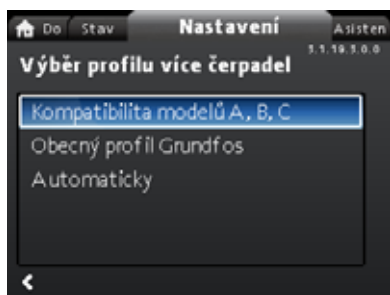 Do Stav Nastavení Asisten
3.1.19.3.0.0
Výběr profilu více čerpadel
Kompatibilita modelů A, B, C
Obecný profil Grundfos
Automaticky